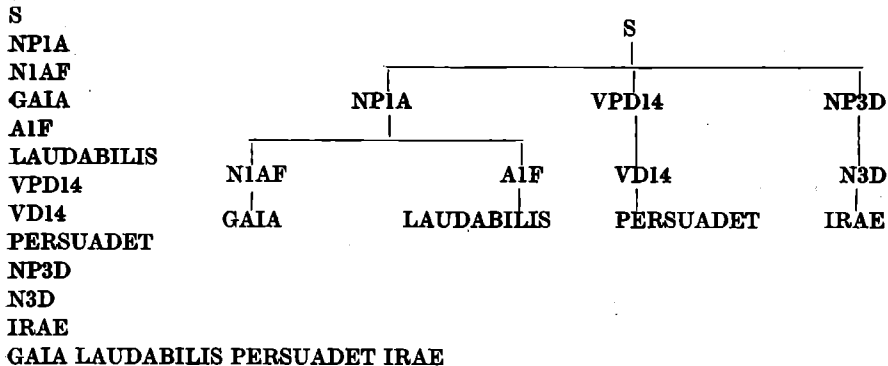 S
NP1A
N1AF
GAIA
A1F
LAUDABILIS
VPD14
VD14
PERSUADET
NP3D
N3D
IRAE
GAIA LAUDABILIS PERSUADET IRAE
S
NP1A VPD14 NP3D
N1AF A1F VD14 N3D
GAIA LAUDABILIS PERSUADET IRAE